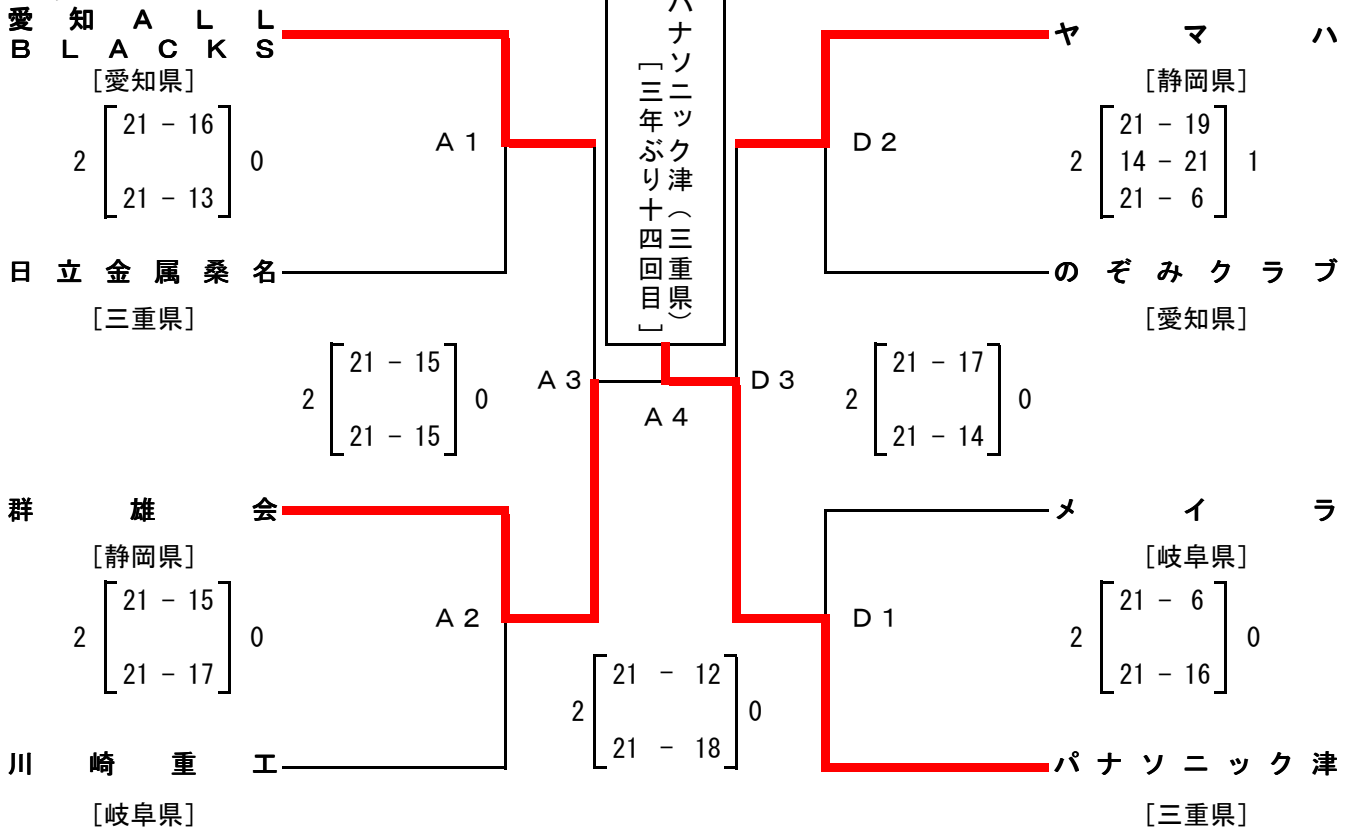 愛知ALL
BLACKS
[愛知県]
2 21 - 16 0
21 - 13
A1
日立金属桑名
[三重県]
2 21 - 15 0
21 - 15
A3
群雄会
[静岡県]
2 21 - 15 0
21 - 17
A2
川崎重工
[岐阜県]
パナソニック津（三重県）
[三年ぶり十四回目]
A4
2 21 - 12 0
21 - 18
ヤマハ
[静岡県]
D2
21 - 19
2 14 - 21 1
21 - 6
のぞみクラブ
[愛知県]
D3
2 21 - 17 0
21 - 14
メイラ
[岐阜県]
D1
2 21 - 6 0
21 - 16
パナソニック津
[三重県]